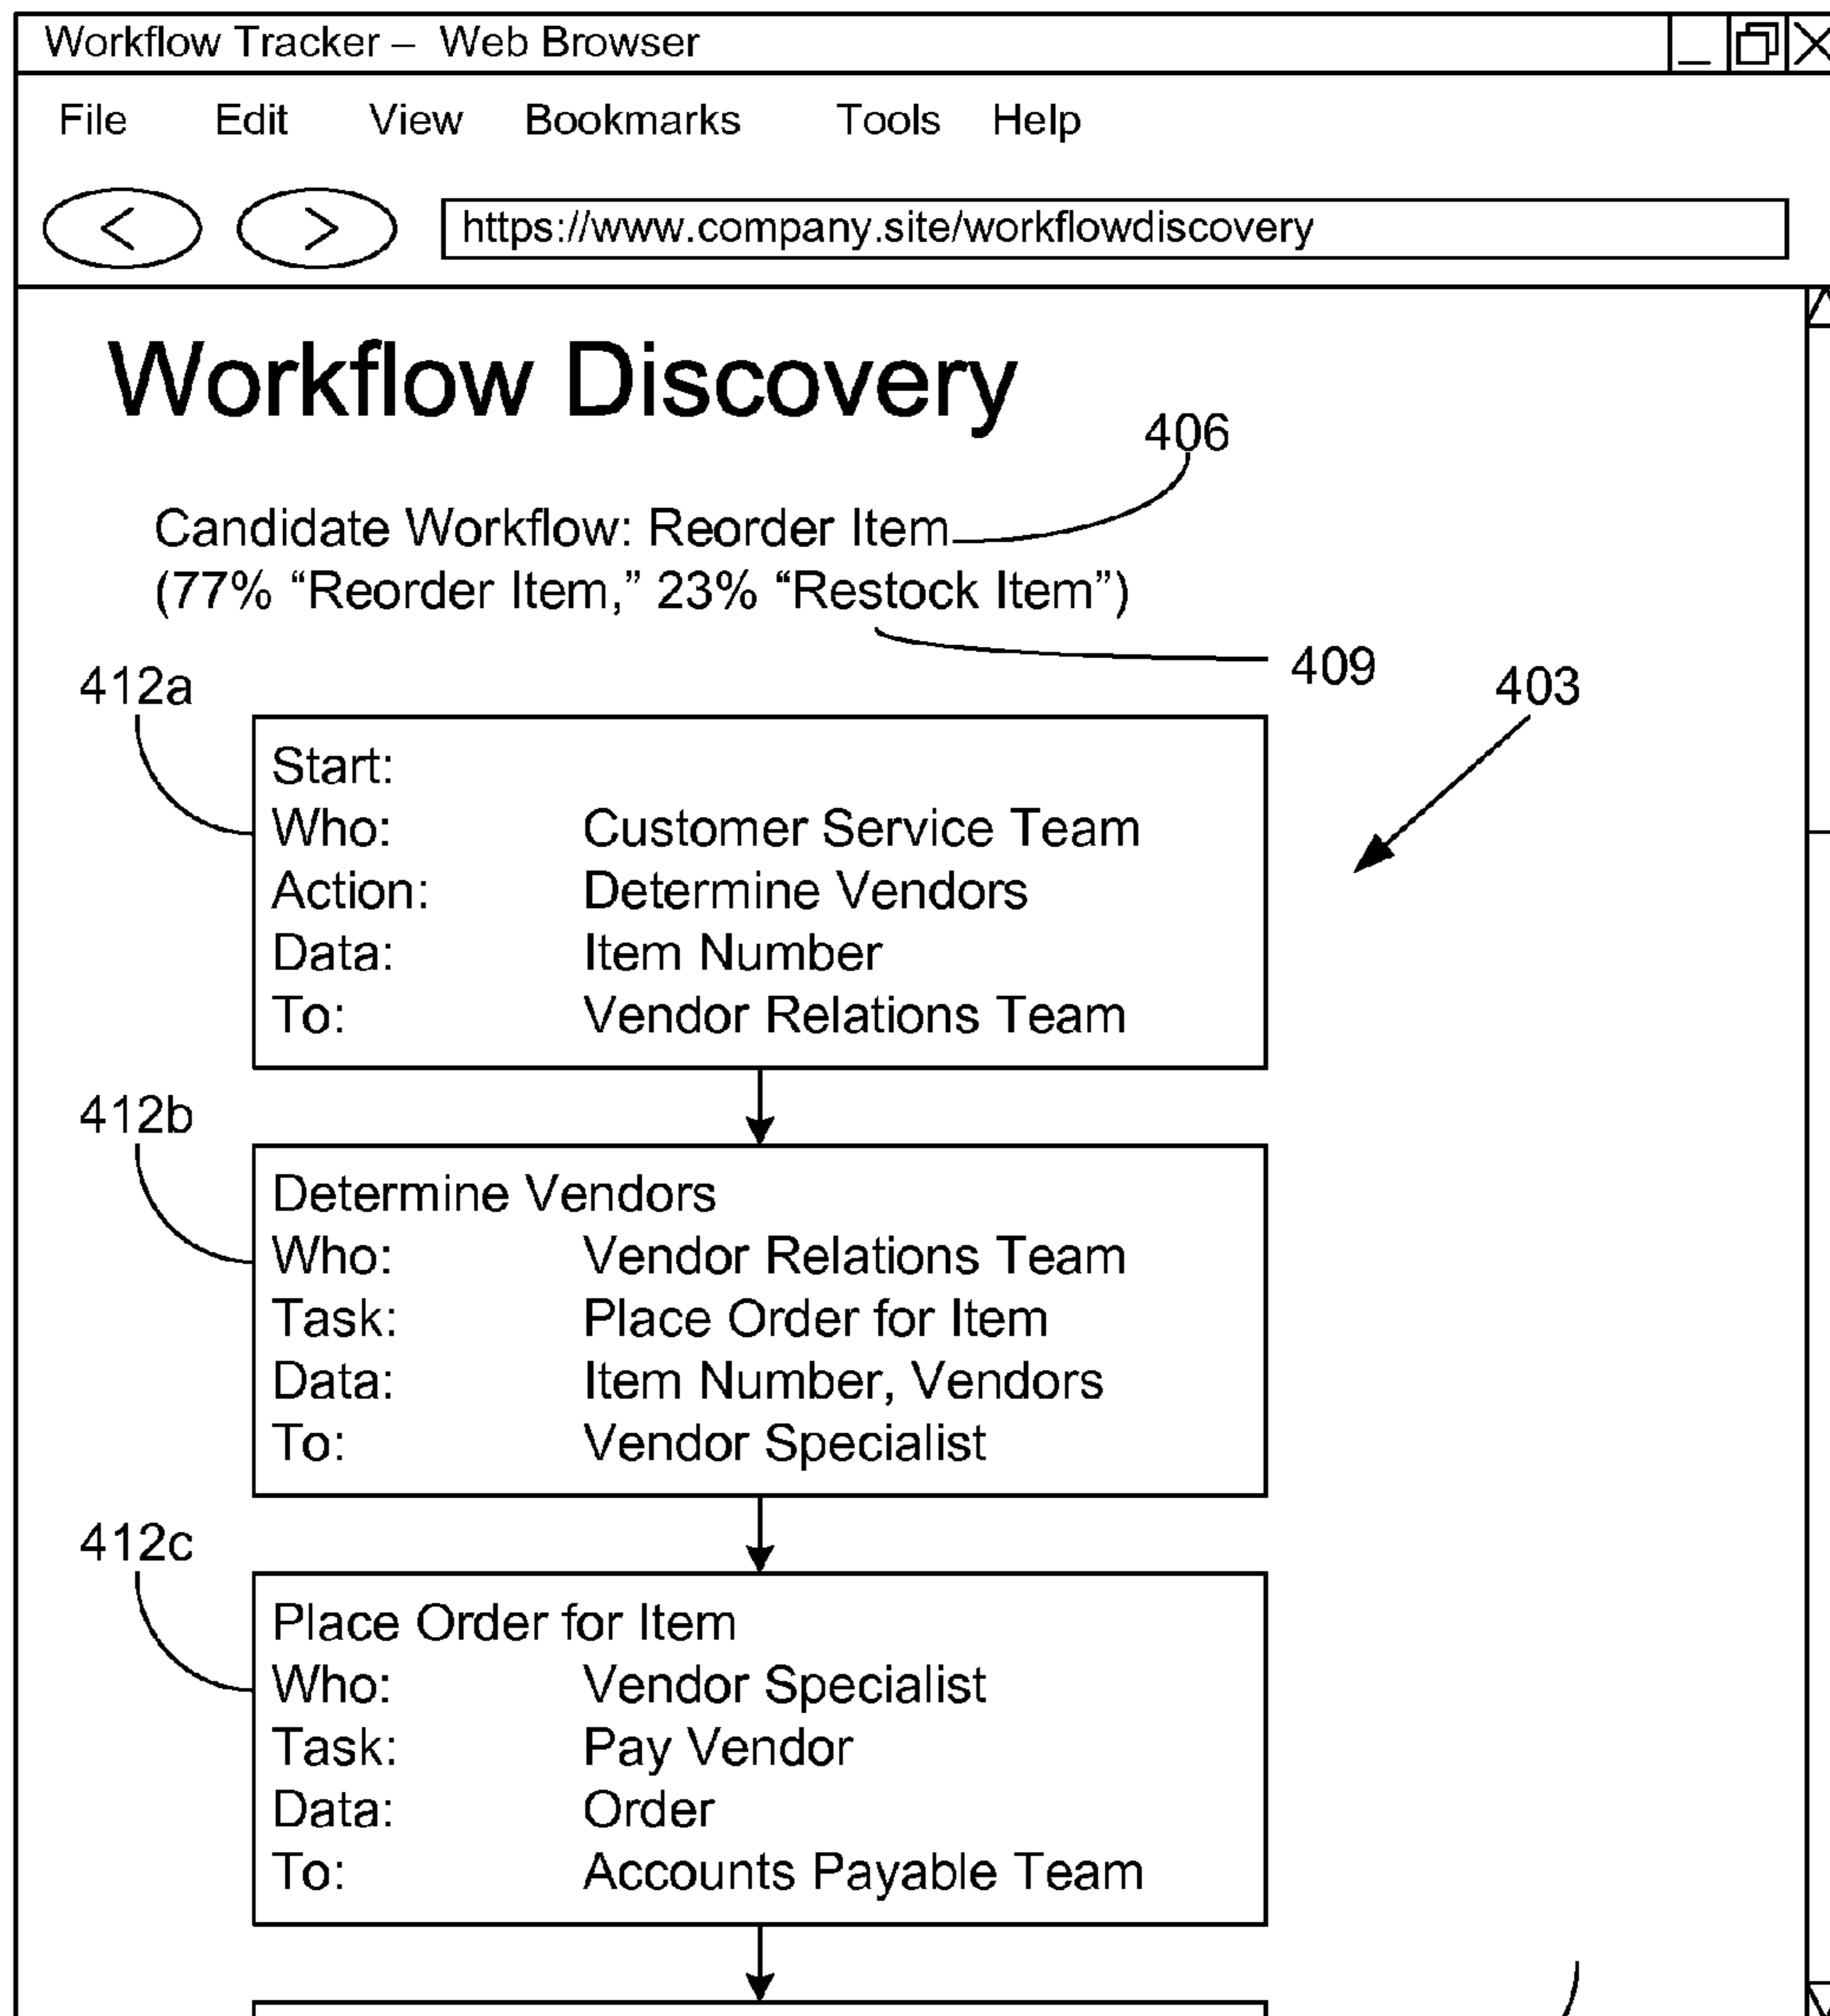 Workflow Tracker – Web Browser
File Edit View Bookmarks Tools Help
< > https://www.company.site/workflowdiscovery
Workflow Discovery
406
Candidate Workflow: Reorder Item
(77% “Reorder Item,” 23% “Restock Item”)
409
403
412a
Start:
Who: Customer Service Team
Action: Determine Vendors
Data: Item Number
To: Vendor Relations Team
412b
Determine Vendors
Who: Vendor Relations Team
Task: Place Order for Item
Data: Item Number, Vendors
To: Vendor Specialist
412c
Place Order for Item
Who: Vendor Specialist
Task: Pay Vendor
Data: Order
To: Accounts Payable Team